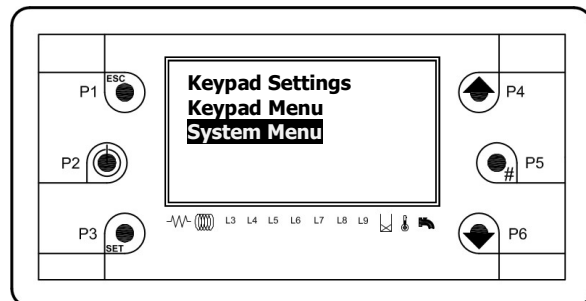 ESC
P1
Keypad Settings
Keypad Menu
System Menu
P4
P2
P5
#
P3
SET
L3 L4 L5 L6 L7 L8 L9
P6